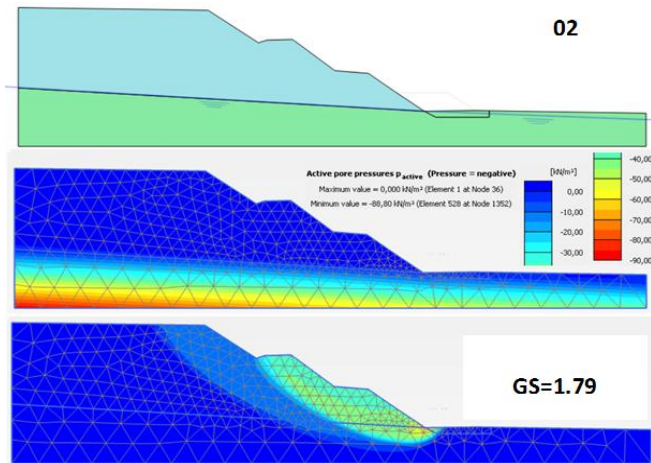 02
Active pore pressures p active (Pressure = negative)
Maximum value = 0,000 kN/m² (Element 1 at Node 36)
Minimum value = -86,80 kN/m² (Element 528 at Node 1352)
[kN/m²]
0,00
-10,00
-20,00
-30,00
-40,00
-50,00
-60,00
-70,00
-80,00
-90,00
GS=1.79